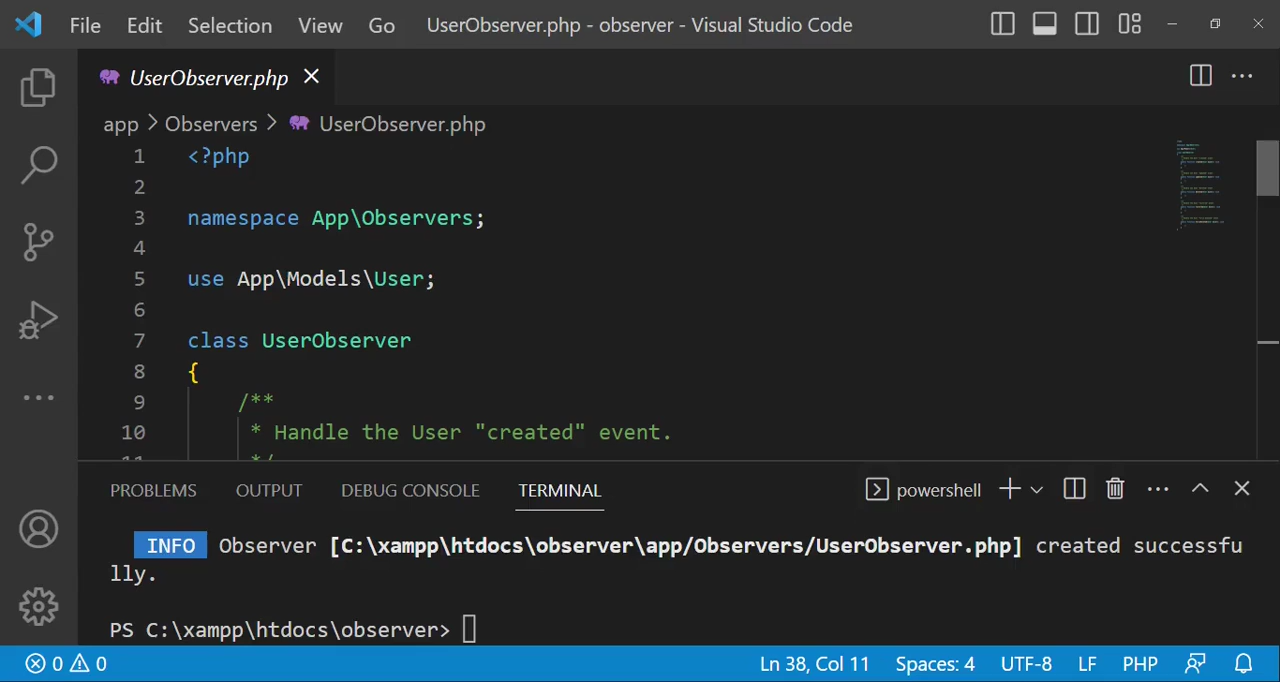 File Edit Selection View Go UserObserver.php - observer - Visual Studio Code
UserObserver.php
app > Observers > UserObserver.php
1 <?php
2
3 namespace App\Observers;
4
5 use App\Models\User;
6
7 class UserObserver
8 {
9 /**
10 * Handle the User "created" event.
11 */
PROBLEMS OUTPUT DEBUG CONSOLE TERMINAL powershell
INFO Observer [C:\xampp\htdocs\observer\app/Observers/UserObserver.php] created successfu
lly.
PS C:\xampp\htdocs\observer>
0 0 Ln 38, Col 11 Spaces: 4 UTF-8 LF PHP